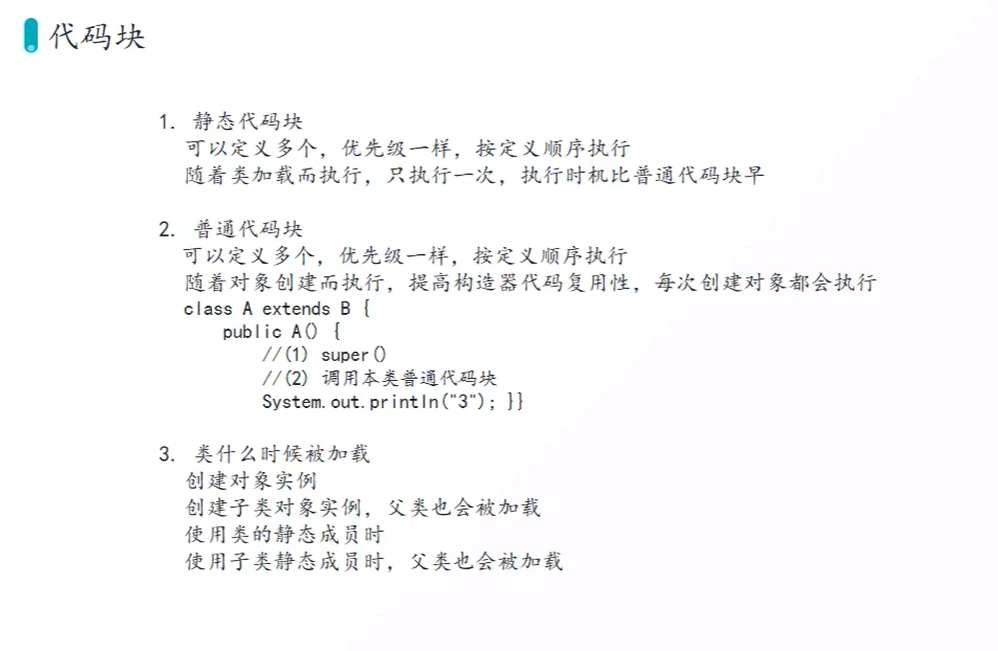 代码块
1. 静态代码块
可以定义多个，优先级一样，按定义顺序执行
随着类加载而执行，只执行一次，执行时机比普通代码块早
2. 普通代码块
可以定义多个，优先级一样，按定义顺序执行
随着对象创建而执行，提高构造器代码复用性，每次创建对象都会执行
class A extends B {
public A() {
//(1) super()
//(2) 调用本类普通代码块
System.out.println("3"); }}
3. 类什么时候被加载
创建对象实例
创建子类对象实例，父类也会被加载
使用类的静态成员时
使用子类静态成员时，父类也会被加载